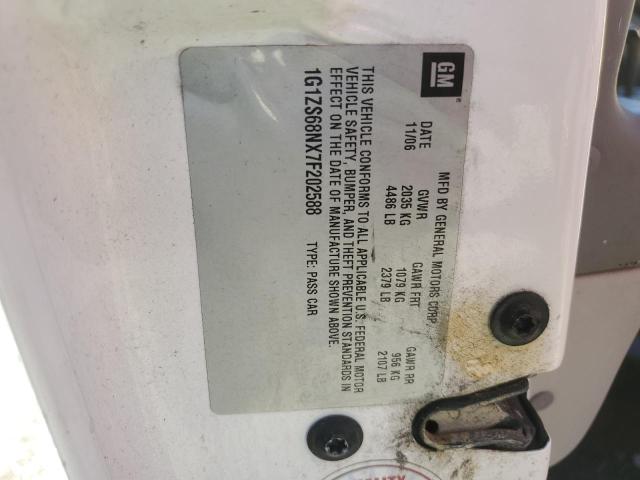 GM
®
MFD BY GENERAL MOTORS CORP.
DATE GVWR GAWR FRT GAWR RR
11/06 2035 KG 1079 KG 956 KG
4486 LB 2379 LB 2107 LB
THIS VEHICLE CONFORMS TO ALL APPLICABLE U.S. FEDERAL MOTOR
VEHICLE SAFETY, BUMPER, AND THEFT PREVENTION STANDARDS IN
EFFECT ON THE DATE OF MANUFACTURE SHOWN ABOVE.
1G1ZS68NX7F202588 TYPE: PASS CAR